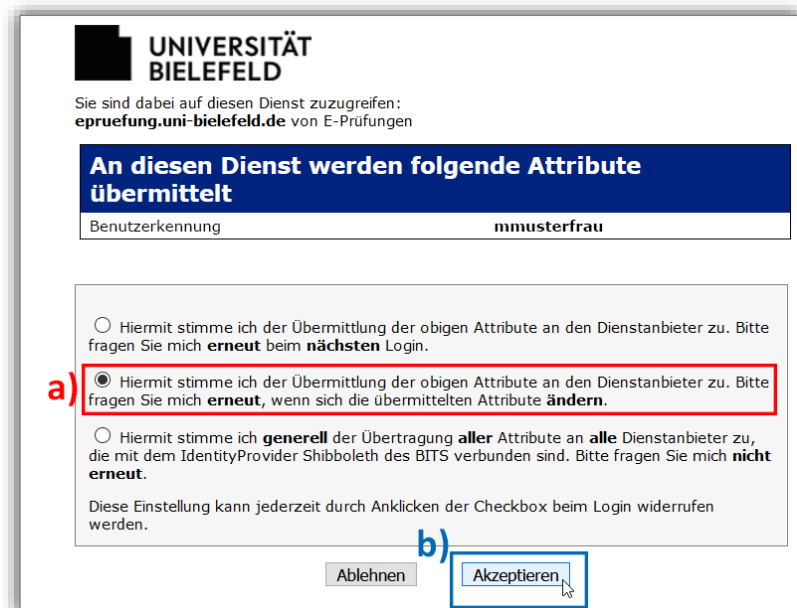 UNIVERSITÄT
BIELEFELD
Sie sind dabei auf diesen Dienst zuzugreifen:
epruefung.uni-bielefeld.de von E-Prüfungen
An diesen Dienst werden folgende Attribute
übermittelt
Benutzerkennung mmusterfrau
Hiermit stimme ich der Übermittlung der obigen Attribute an den Dienstanbieter zu. Bitte
fragen Sie mich erneut beim nächsten Login.
a) Hiermit stimme ich der Übermittlung der obigen Attribute an den Dienstanbieter zu. Bitte
fragen Sie mich erneut, wenn sich die übermittelten Attribute ändern.
Hiermit stimme ich generell der Übertragung aller Attribute an alle Dienstanbieter zu,
die mit dem IdentityProvider Shibboleth des BITS verbunden sind. Bitte fragen Sie mich nicht
erneut.
Diese Einstellung kann jederzeit durch Anklicken der Checkbox beim Login widerrufen
werden.
b)
Ablehnen Akzeptieren